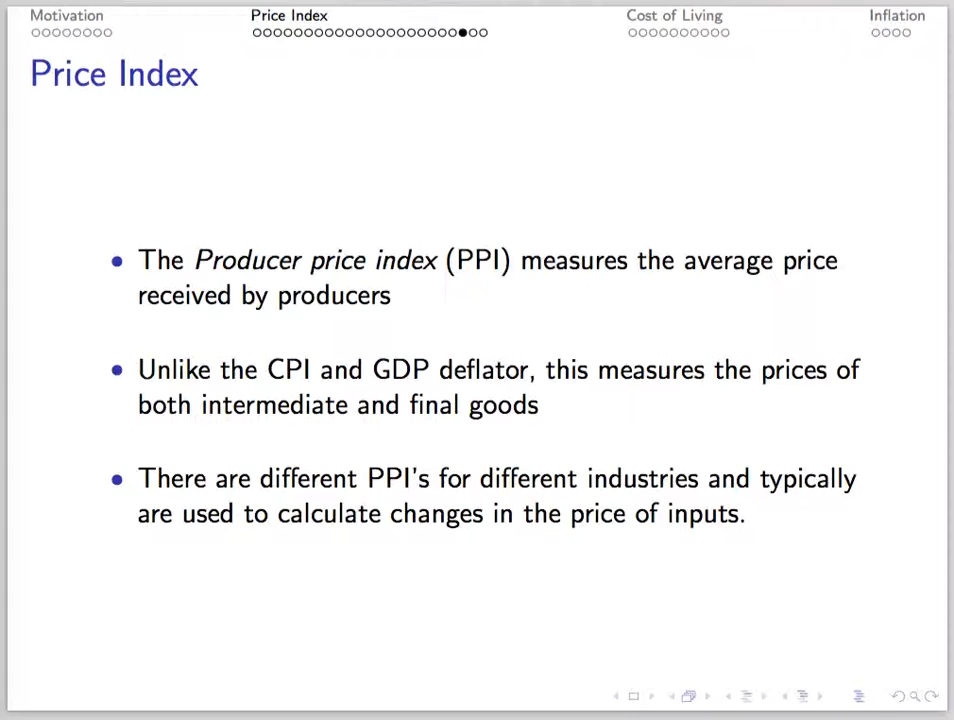 Motivation
Price Index
Cost of Living
Inflation
Price Index
The Producer price index (PPI) measures the average price
received by producers
Unlike the CPI and GDP deflator, this measures the prices of
both intermediate and final goods
There are different PPI's for different industries and typically
are used to calculate changes in the price of inputs.